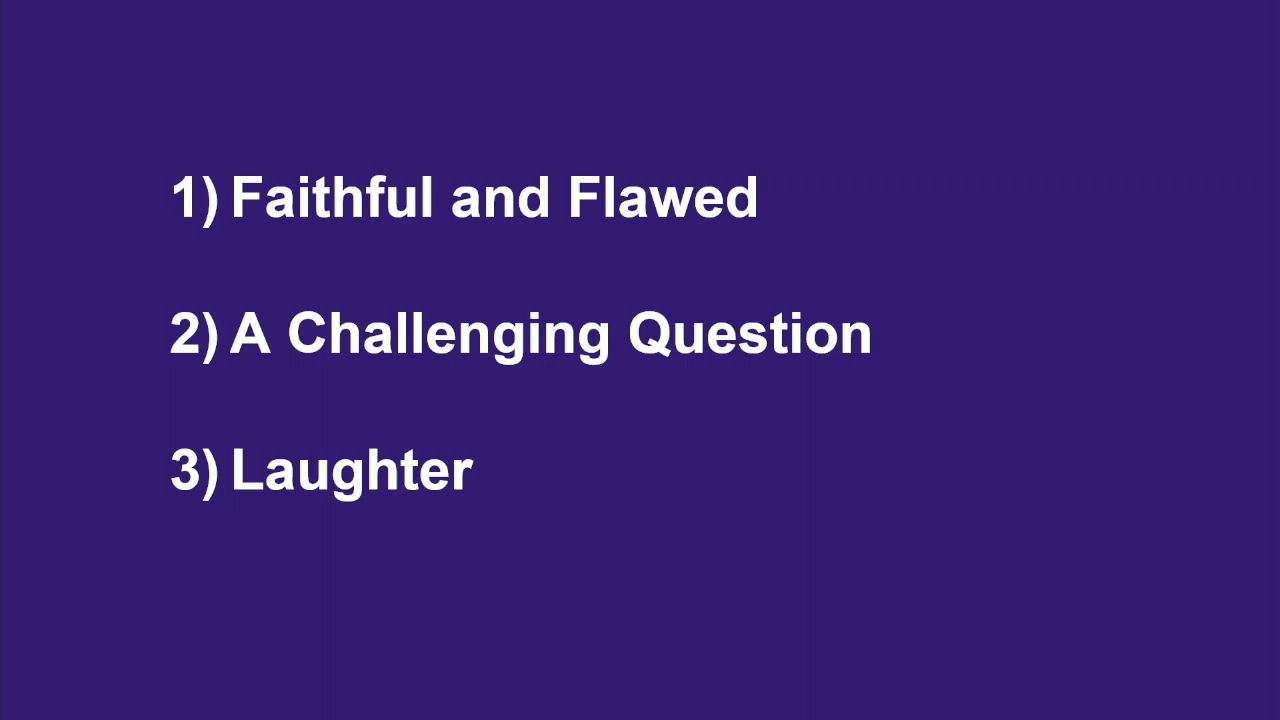 1) Faithful and Flawed
2) A Challenging Question
3) Laughter